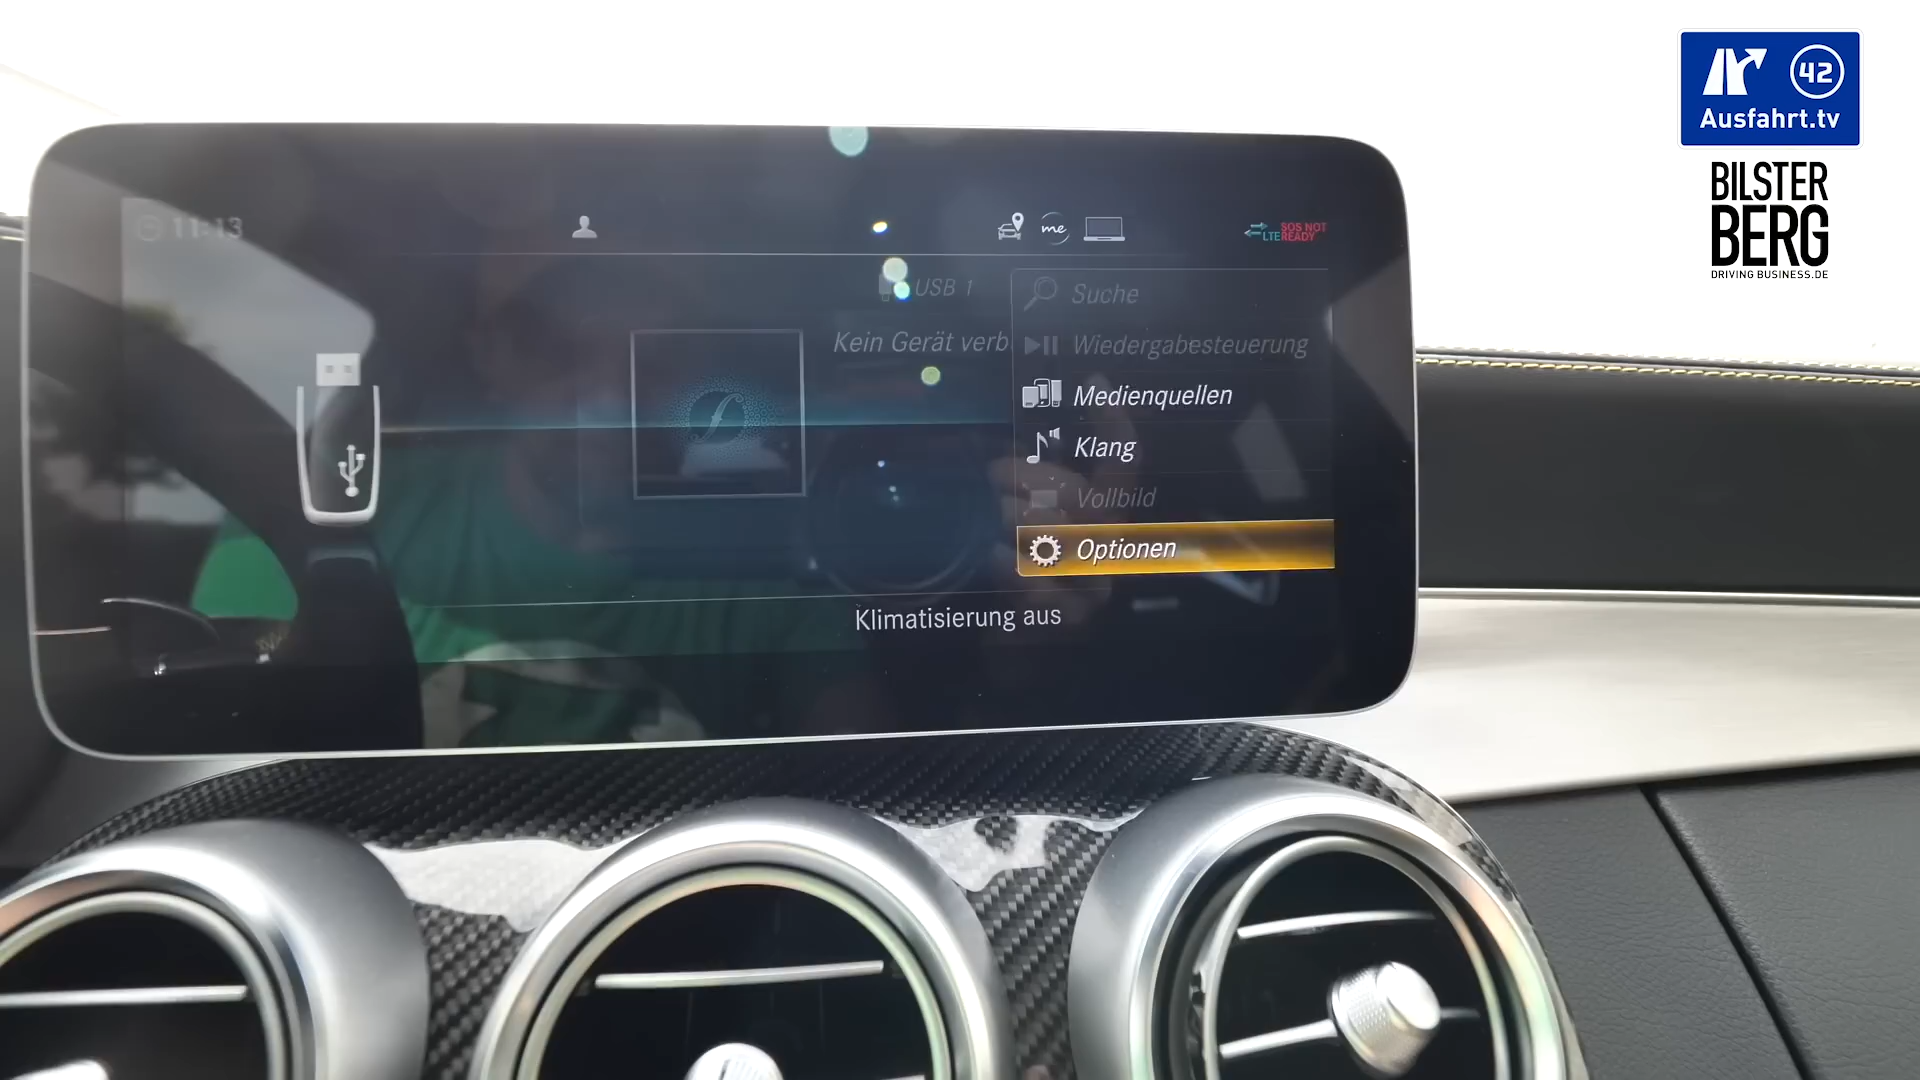 42
Ausfahrt.tv
BILSTER
BERG
DRIVING BUSINESS.DE
11:13
me
LTE
SOS NOT
READY
USB 1
Kein Gerät verb
Suche
Wiedergabesteuerung
Medienquellen
Klang
Vollbild
Optionen
Klimatisierung aus